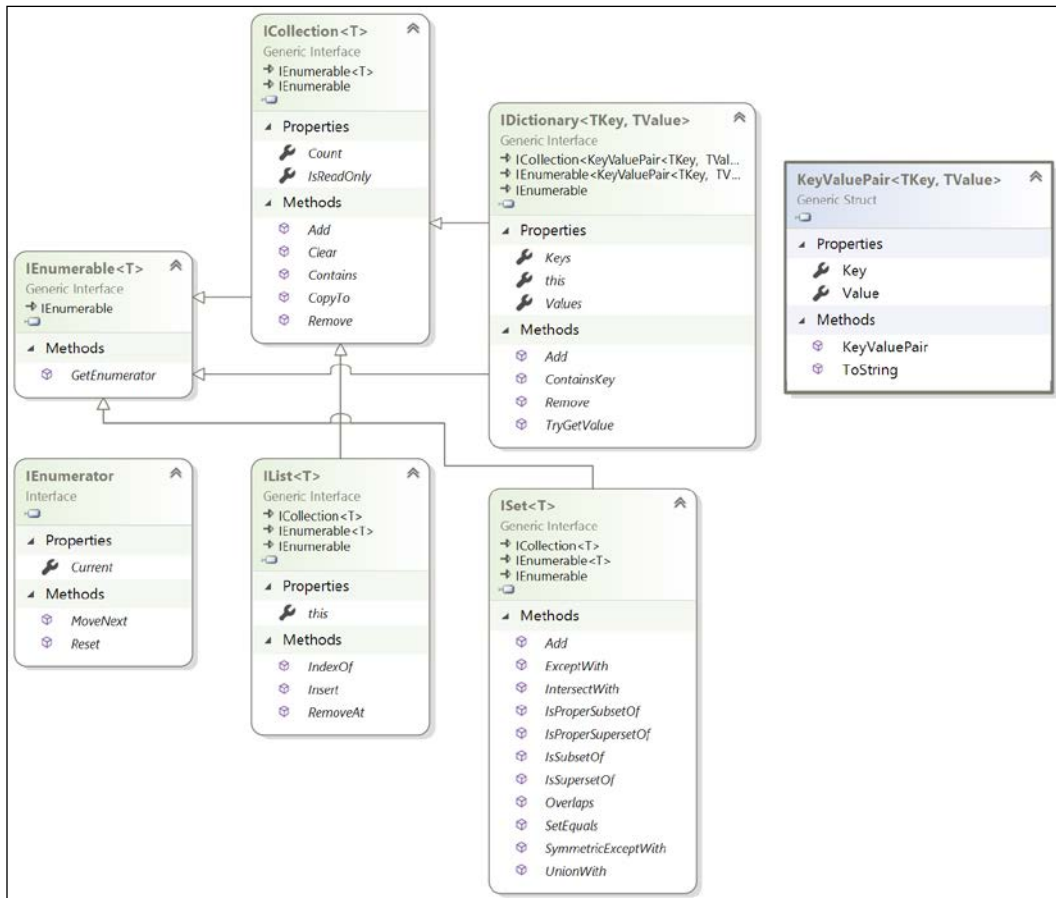 ICollection<T>
Generic Interface
IEnumerable<T>
IEnumerable
Properties
Count
IsReadOnly
Methods
Add
Clear
Contains
CopyTo
Remove
IDictionary<TKey, TValue>
Generic Interface
ICollection<KeyValuePair<TKey, TVal...
IEnumerable<KeyValuePair<TKey, TV...
IEnumerable
Properties
Keys
this
Values
Methods
Add
ContainsKey
Remove
TryGetValue
KeyValuePair<TKey, TValue>
Generic Struct
Properties
Key
Value
Methods
KeyValuePair
ToString
IEnumerable<T>
Generic Interface
IEnumerable
Methods
GetEnumerator
IEnumerator
Interface
Properties
Current
Methods
MoveNext
Reset
IList<T>
Generic Interface
ICollection<T>
IEnumerable<T>
IEnumerable
Properties
this
Methods
IndexOf
Insert
RemoveAt
ISet<T>
Generic Interface
ICollection<T>
IEnumerable<T>
IEnumerable
Methods
Add
ExceptWith
IntersectWith
IsProperSubsetOf
IsProperSupersetOf
IsSubsetOf
IsSupersetOf
Overlaps
SetEquals
SymmetricExceptWith
UnionWith